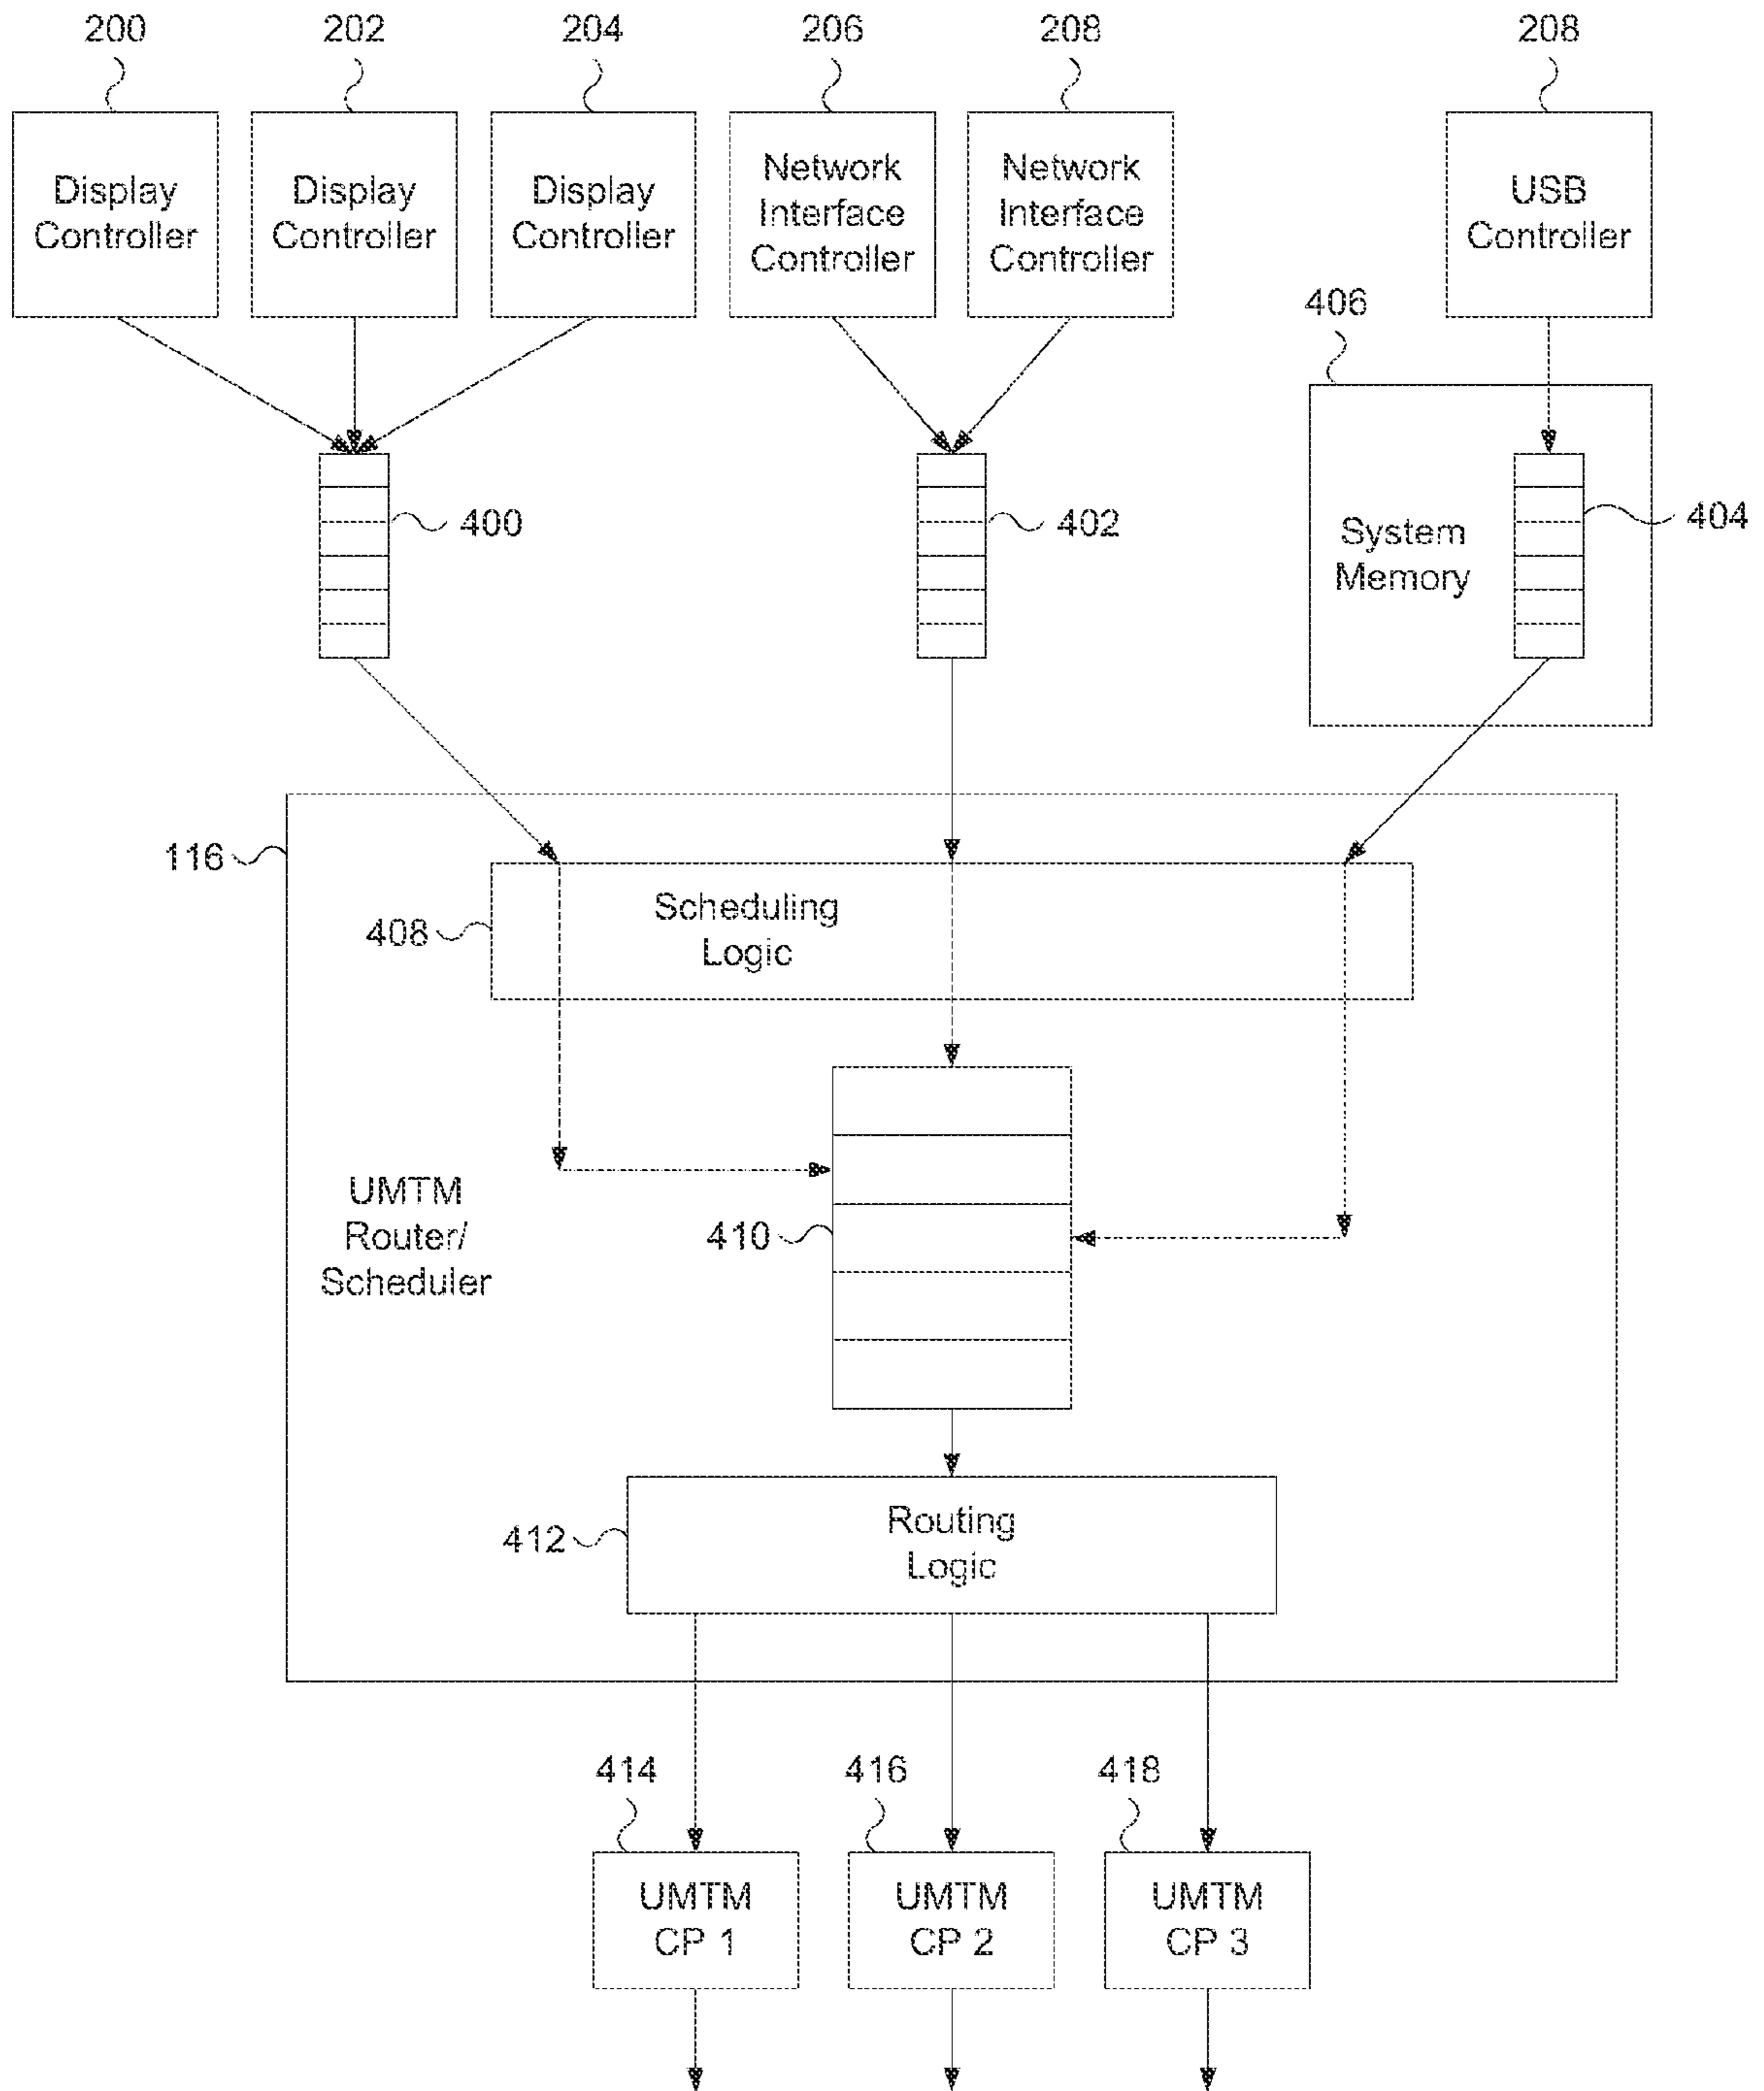 200
202
204
206
208
208
Display
Controller
Display
Controller
Display
Controller
Network
Interface
Controller
Network
Interface
Controller
USB
Controller
406
400
402
System
Memory
404
116
408
Scheduling
Logic
UMTM
Router/
Scheduler
410
412
Routing
Logic
414
416
418
UMTM
CP 1
UMTM
CP 2
UMTM
CP 3